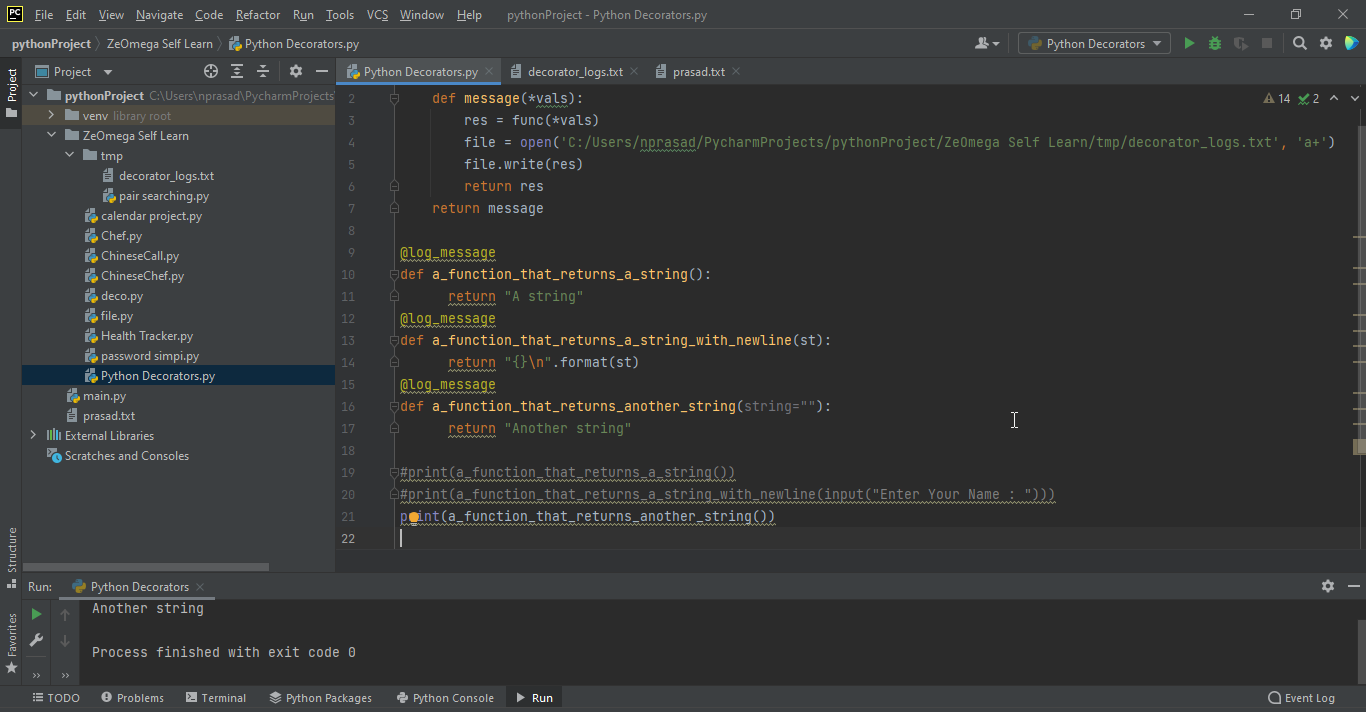 PC File Edit View Navigate Code Refactor Run Tools VCS Window Help pythonProject - Python Decorators.py
pythonProject ZeOmega Self Learn Python Decorators.py Python Decorators
Project
Project
Python Decorators.py decorator_logs.txt prasad.txt
pythonProject C:\Users\nprasad\PycharmProjects
venv library root
ZeOmega Self Learn
tmp
decorator_logs.txt
pair searching.py
calendar project.py
Chef.py
ChineseCall.py
ChineseChef.py
deco.py
file.py
Health Tracker.py
password simpi.py
Python Decorators.py
main.py
prasad.txt
External Libraries
Scratches and Consoles
14 2
2 def message(*vals):
3 res = func(*vals)
4 file = open('C:/Users/nprasad/PycharmProjects/pythonProject/ZeOmega Self Learn/tmp/decorator_logs.txt', 'a+')
5 file.write(res)
6 return res
7 return message
8
9 @log_message
10 def a_function_that_returns_a_string():
11 return "A string"
12 @log_message
13 def a_function_that_returns_a_string_with_newline(st):
14 return "{}\n".format(st)
15 @log_message
16 def a_function_that_returns_another_string(string=""):
17 return "Another string"
18
19 #print(a_function_that_returns_a_string())
20 #print(a_function_that_returns_a_string_with_newline(input("Enter Your Name : ")))
21 print(a_function_that_returns_another_string())
22
Structure
Favorites
Run: Python Decorators
Another string
Process finished with exit code 0
TODO Problems Terminal Python Packages Python Console Run Event Log